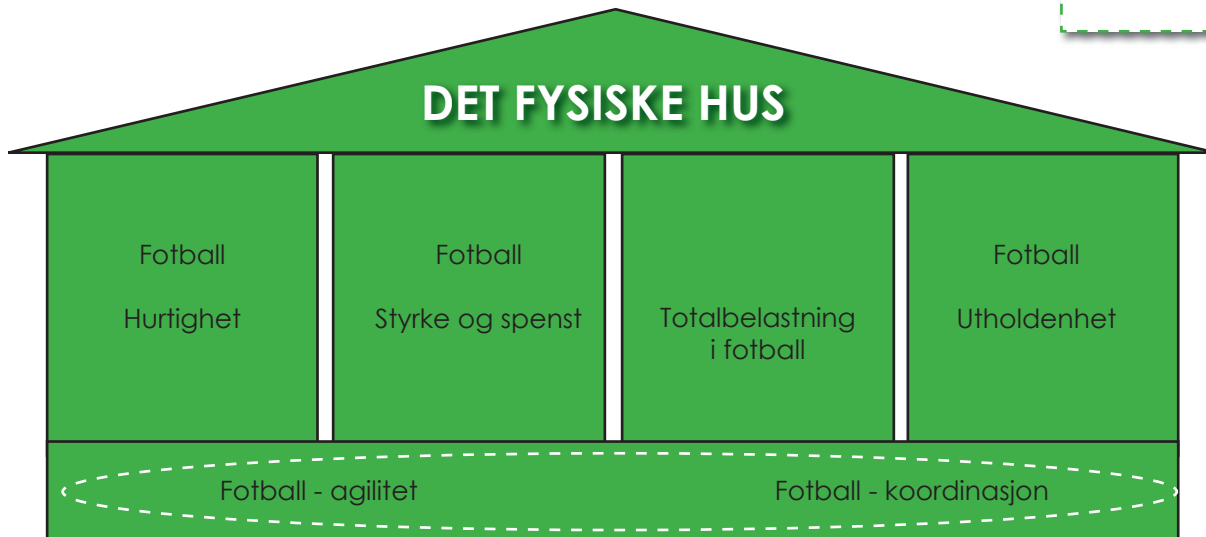 DET FYSISKE HUS
Fotball
Hurtighet
Fotball
Styrke og spenst
Totalbelastning
i fotball
Fotball
Utholdenhet
Fotball - agilitet
Fotball - koordinasjon